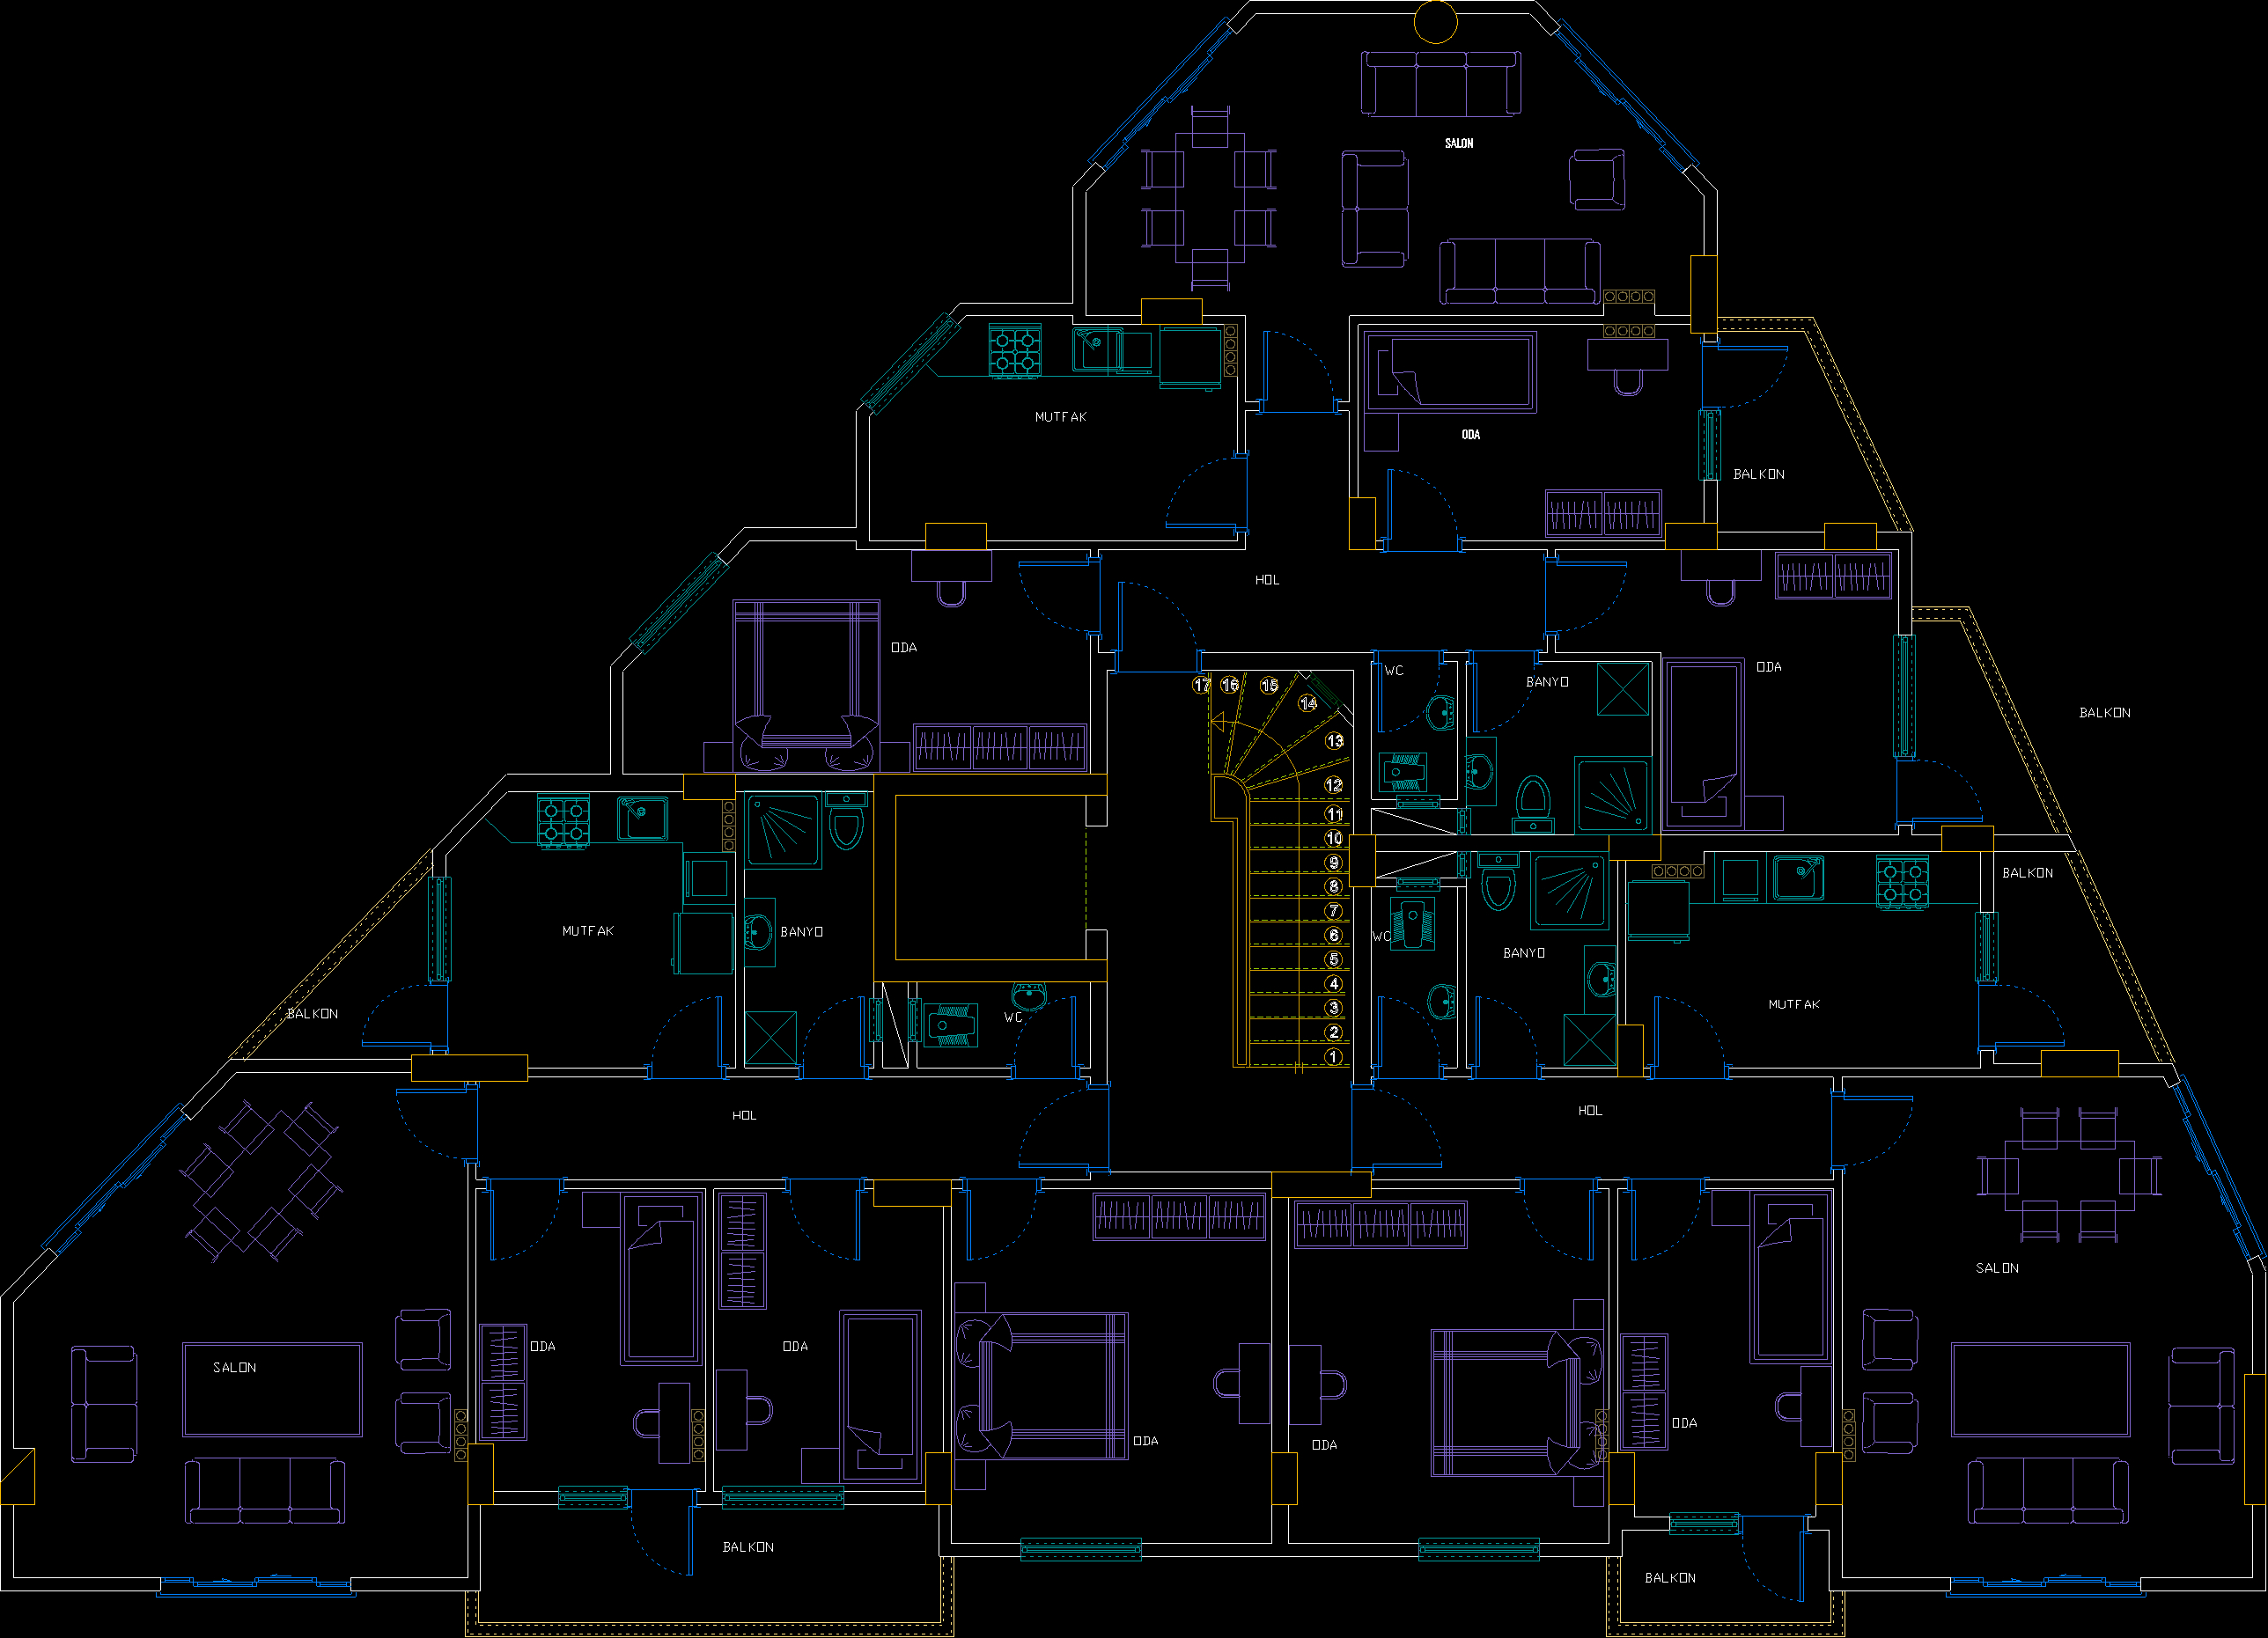 SALON
MUTFAK
ODA
BALKON
HOL
ODA
WC
BANYO
ODA
BALKON
17
16
15
14
13
12
11
10
9
8
7
6
5
4
3
2
1
BALKON
MUTFAK
BANYO
WC
BANYO
MUTFAK
BALKON
WC
HOL
HOL
SALON
SALON
ODA
ODA
ODA
ODA
ODA
BALKON
BALKON